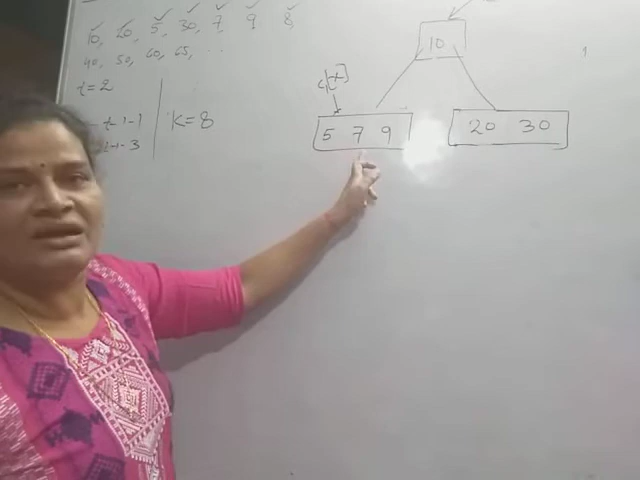 10, 20, 5, 30, 7, 9, 8
40, 50, 60, 65, ...
t=2
t-1-1
K=8
2t-1-3
10
5 7 9
20 30